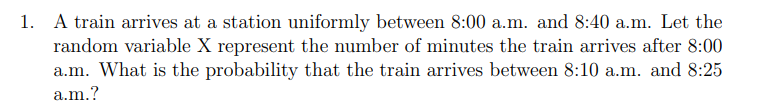 1. A train arrives at a station uniformly between 8:00 a.m. and 8:40 a.m. Let the
random variable X represent the number of minutes the train arrives after 8:00
a.m. What is the probability that the train arrives between 8:10 a.m. and 8:25
a.m.?